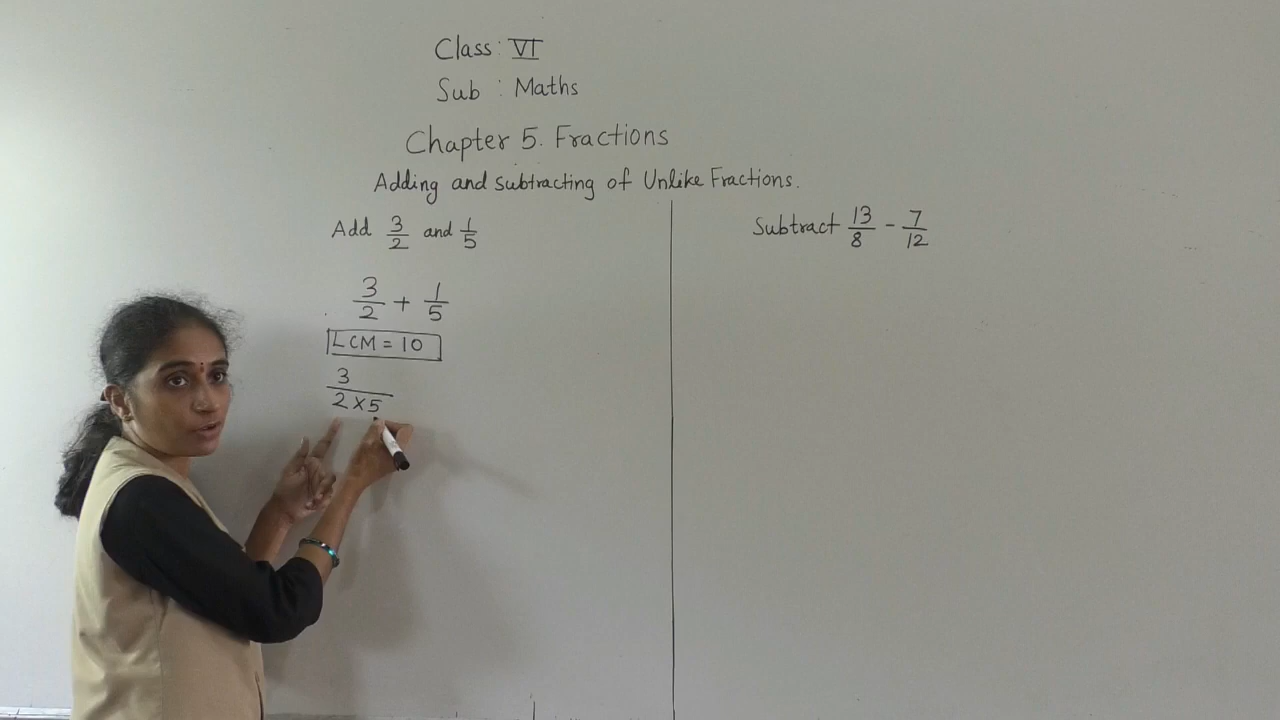 Class : VI
Sub : Maths
Chapter 5. Fractions
Adding and subtracting of Unlike Fractions.
Add 3/2 and 1/5
3/2 + 1/5
LCM = 10
3
2 × 5
Subtract 13/8 - 7/12